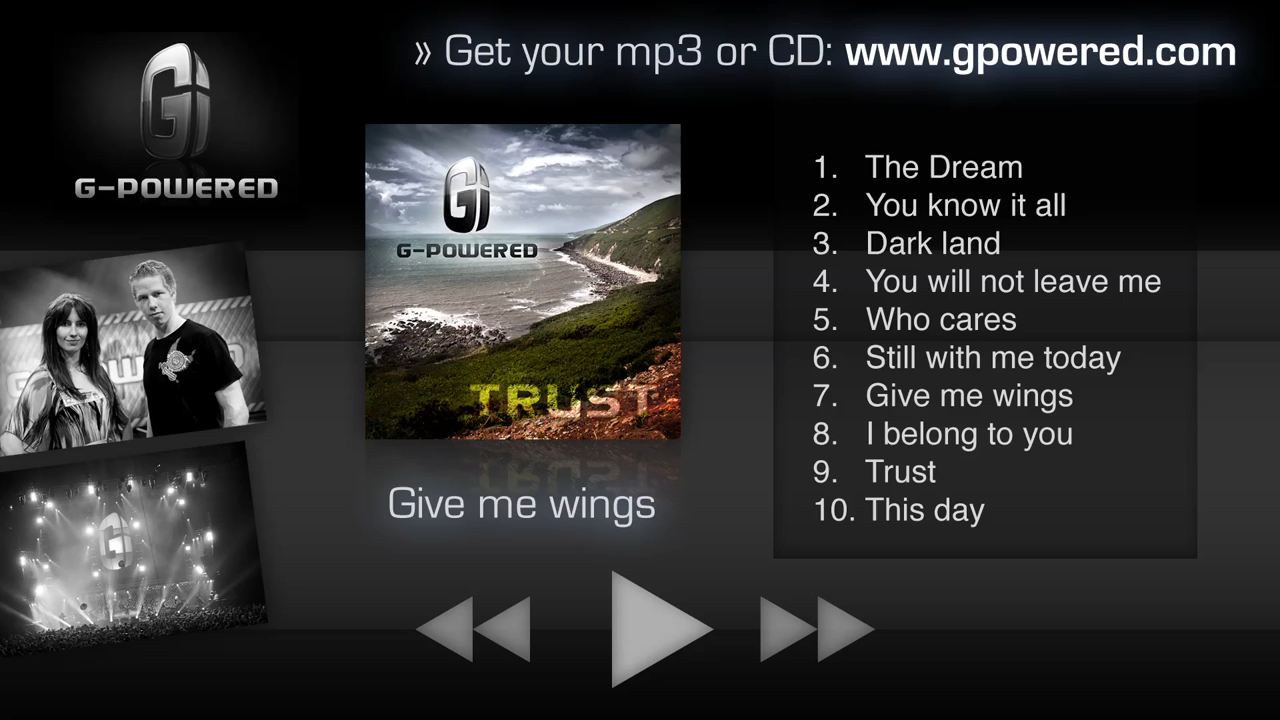 » Get your mp3 or CD: www.gpowered.com
G-POWERED
G-POWERED
TRUST
Give me wings
1. The Dream
2. You know it all
3. Dark land
4. You will not leave me
5. Who cares
6. Still with me today
7. Give me wings
8. I belong to you
9. Trust
10. This day